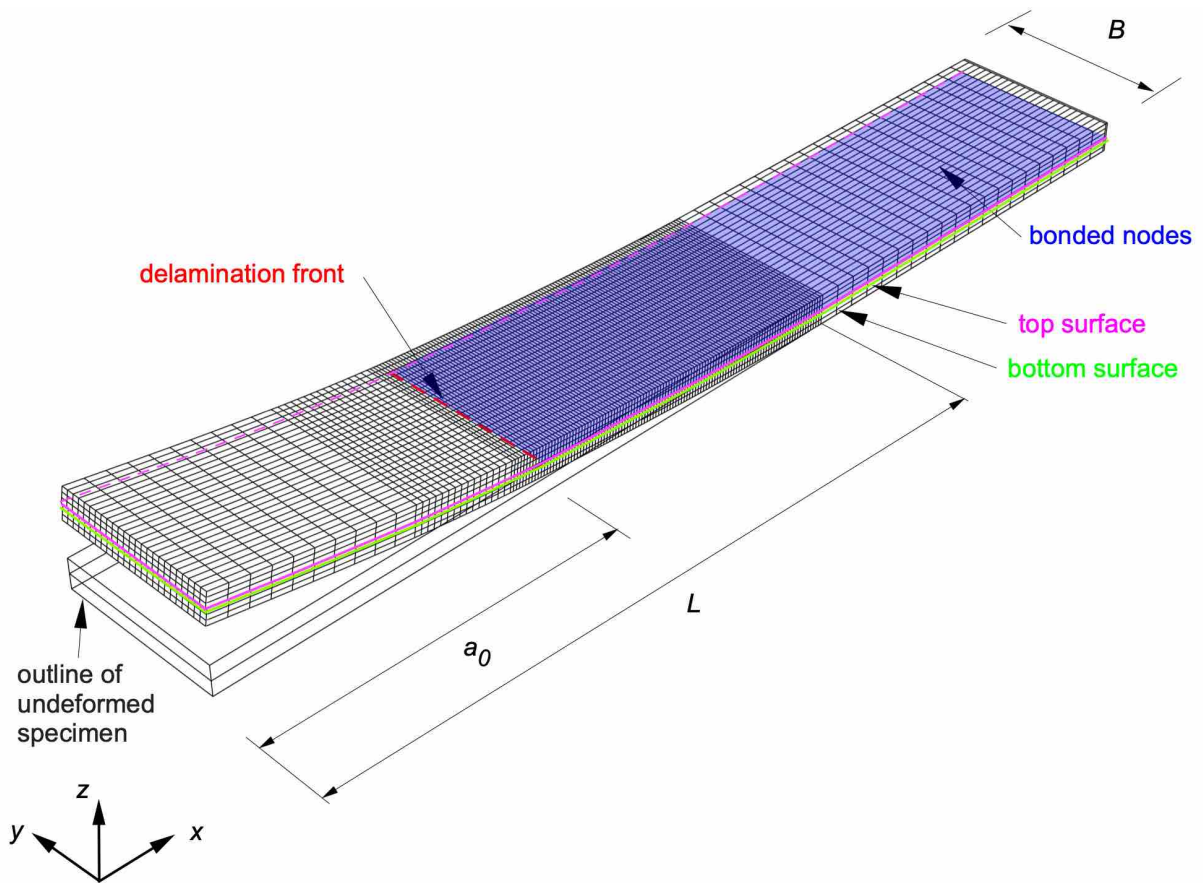 B
bonded nodes
delamination front
top surface
bottom surface
L
a0
outline of
undeformed
specimen
z
y
x